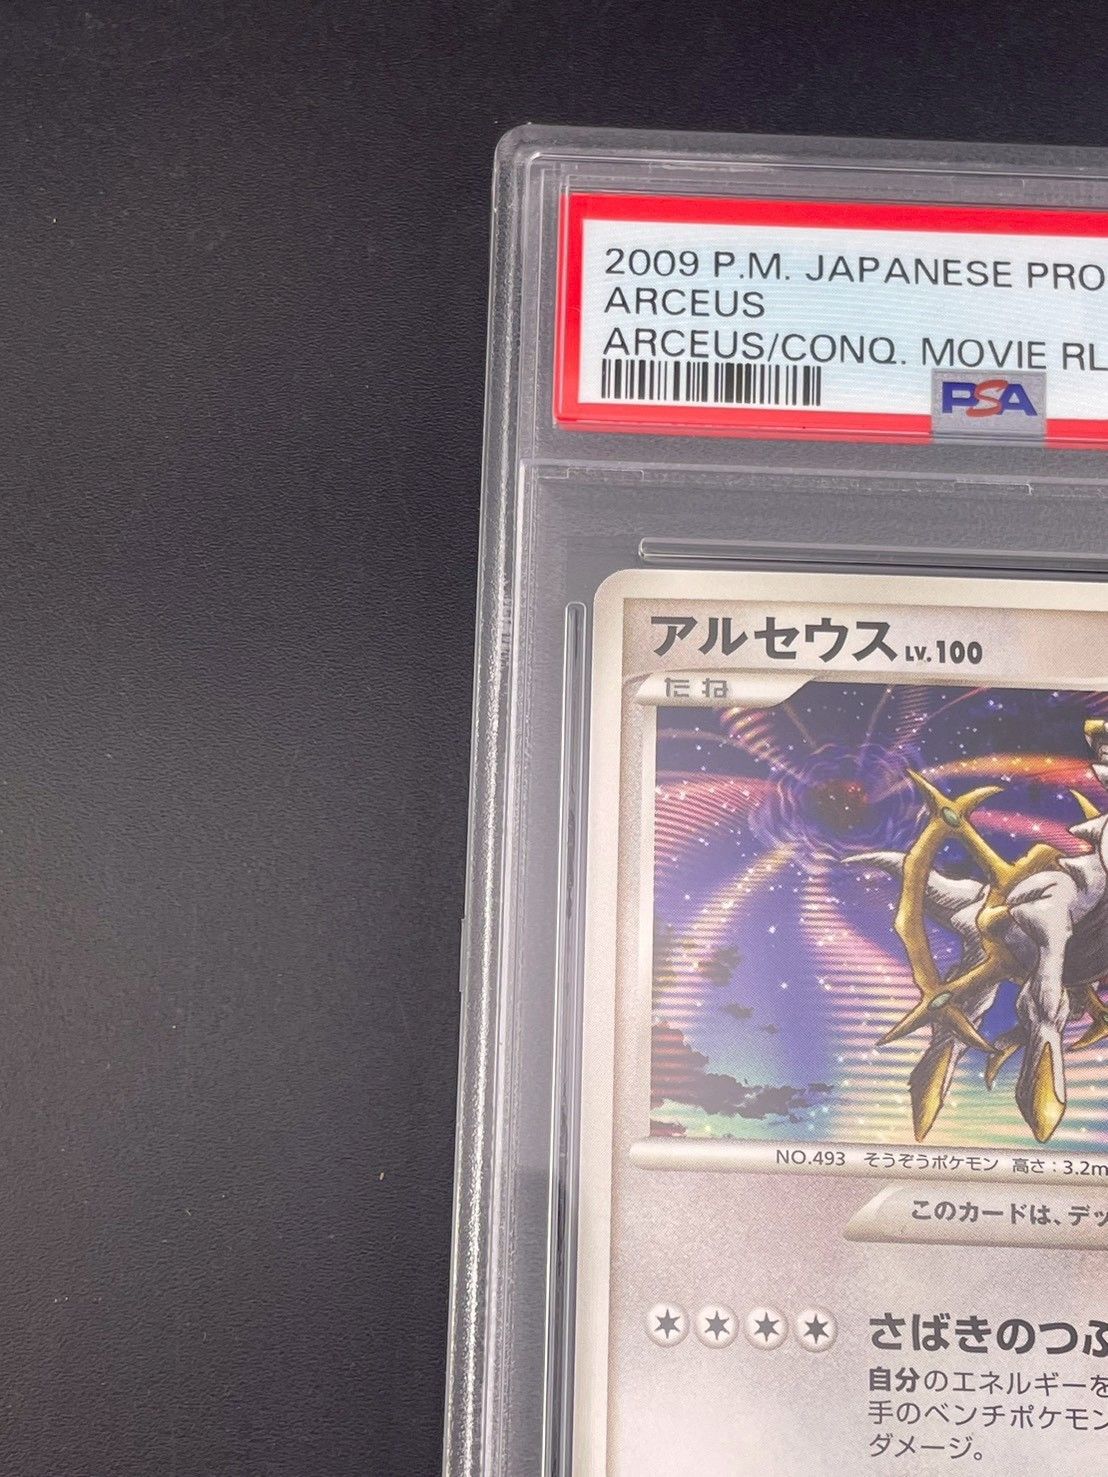 2009 P.M. JAPANESE PRO
ARCEUS
ARCEUS/CONQ. MOVIE RL
PSA
アルセウス LV.100
たね
NO.493 そうぞうポケモン 高さ:3.2m
このカードは、デッ
さばきのつぶ
自分のエネルギーを
手のベンチポケモン
ダメージ。